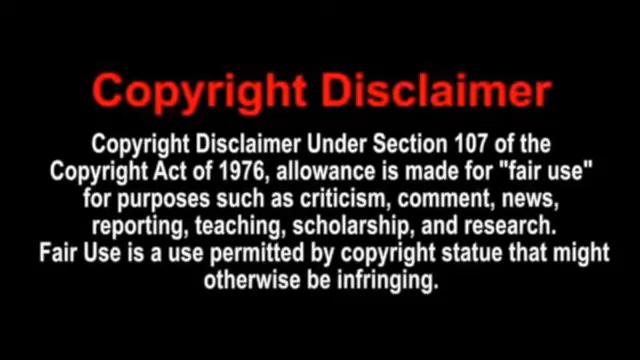 Copyright Disclaimer
Copyright Disclaimer Under Section 107 of the
Copyright Act of 1976, allowance is made for "fair use"
for purposes such as criticism, comment, news,
reporting, teaching, scholarship, and research.
Fair Use is a use permitted by copyright statue that might
otherwise be infringing.